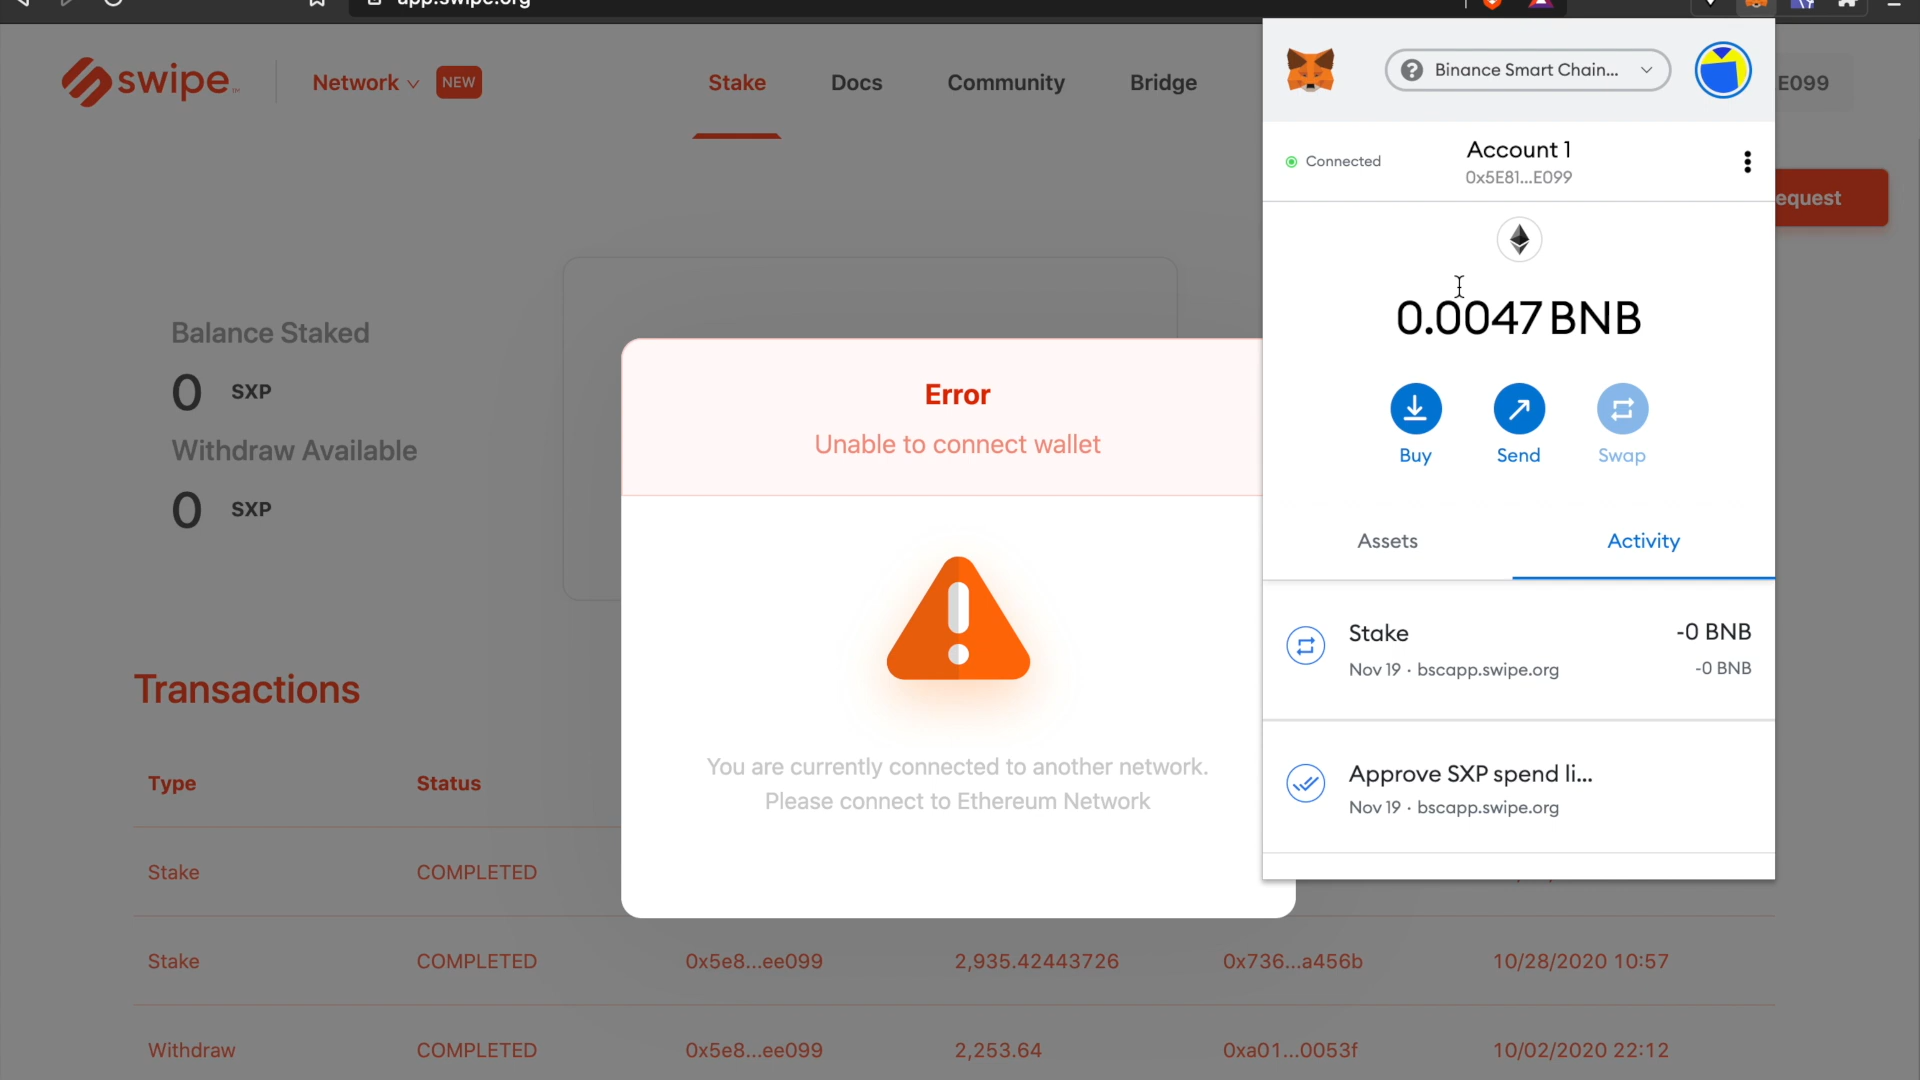 app.swipe.org
swipe
Network
NEW
Stake
Docs
Community
Bridge
Binance Smart Chain...
E099
Connected
Account 1
0x5E81...E099
equest
0.0047 BNB
Buy
Send
Swap
Assets
Activity
Stake
-0 BNB
Nov 19 · bscapp.swipe.org
-0 BNB
Approve SXP spend li...
Nov 19 · bscapp.swipe.org
Balance Staked
0 SXP
Withdraw Available
0 SXP
Error
Unable to connect wallet
You are currently connected to another network.
Please connect to Ethereum Network
Transactions
Type
Status
Stake
COMPLETED
Stake
COMPLETED
0x5e8...ee099
2,935.42443726
0x736...a456b
10/28/2020 10:57
Withdraw
COMPLETED
0x5e8...ee099
2,253.64
0xa01...0053f
10/02/2020 22:12